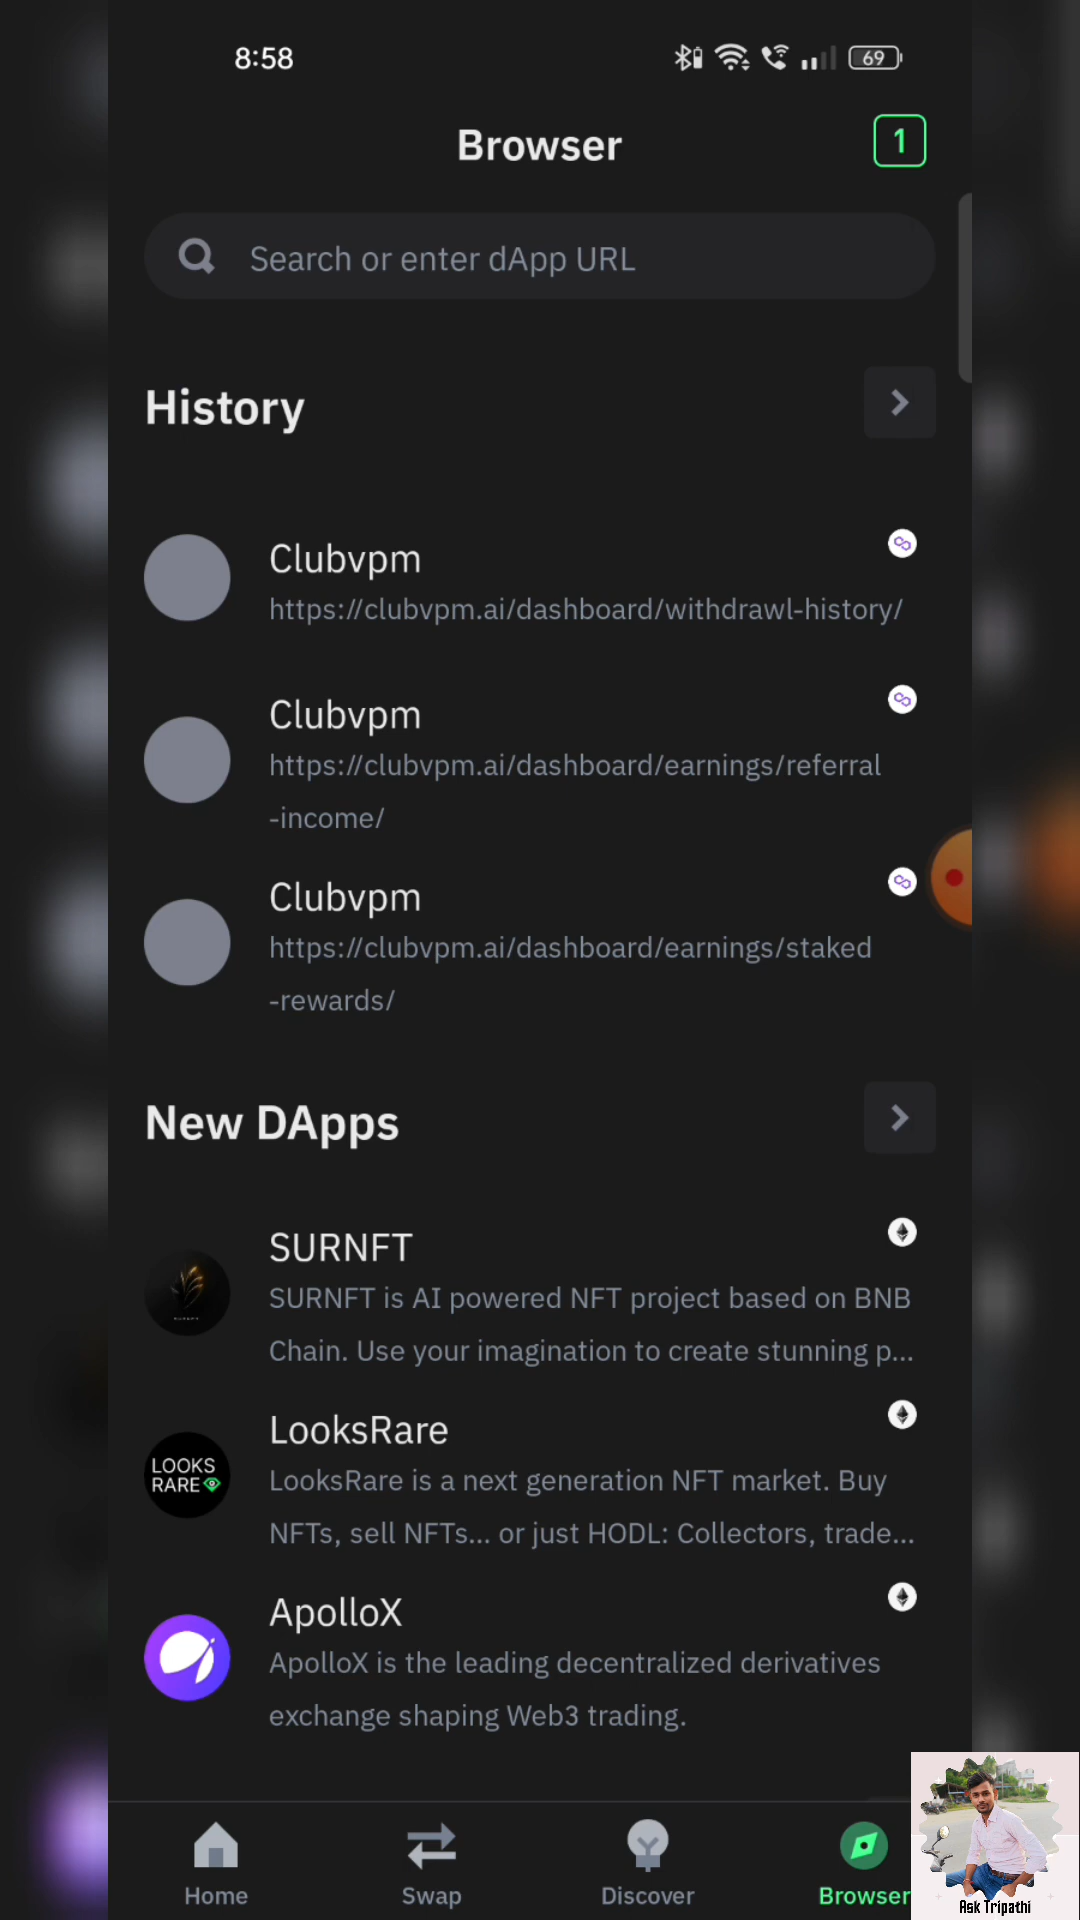 8:58
69
Browser
1
Search or enter dApp URL
History
Clubvpm
https://clubvpm.ai/dashboard/withdrawl-history/
Clubvpm
https://clubvpm.ai/dashboard/earnings/referral
-income/
Clubvpm
https://clubvpm.ai/dashboard/earnings/staked
-rewards/
New DApps
SURNFT
SURNFT is AI powered NFT project based on BNB
Chain. Use your imagination to create stunning p...
LOOKS
RARE
LooksRare
LooksRare is a next generation NFT market. Buy
NFTs, sell NFTs... or just HODL: Collectors, trade...
ApolloX
ApolloX is the leading decentralized derivatives
exchange shaping Web3 trading.
Home
Swap
Discover
Browser
Ask Tripathi